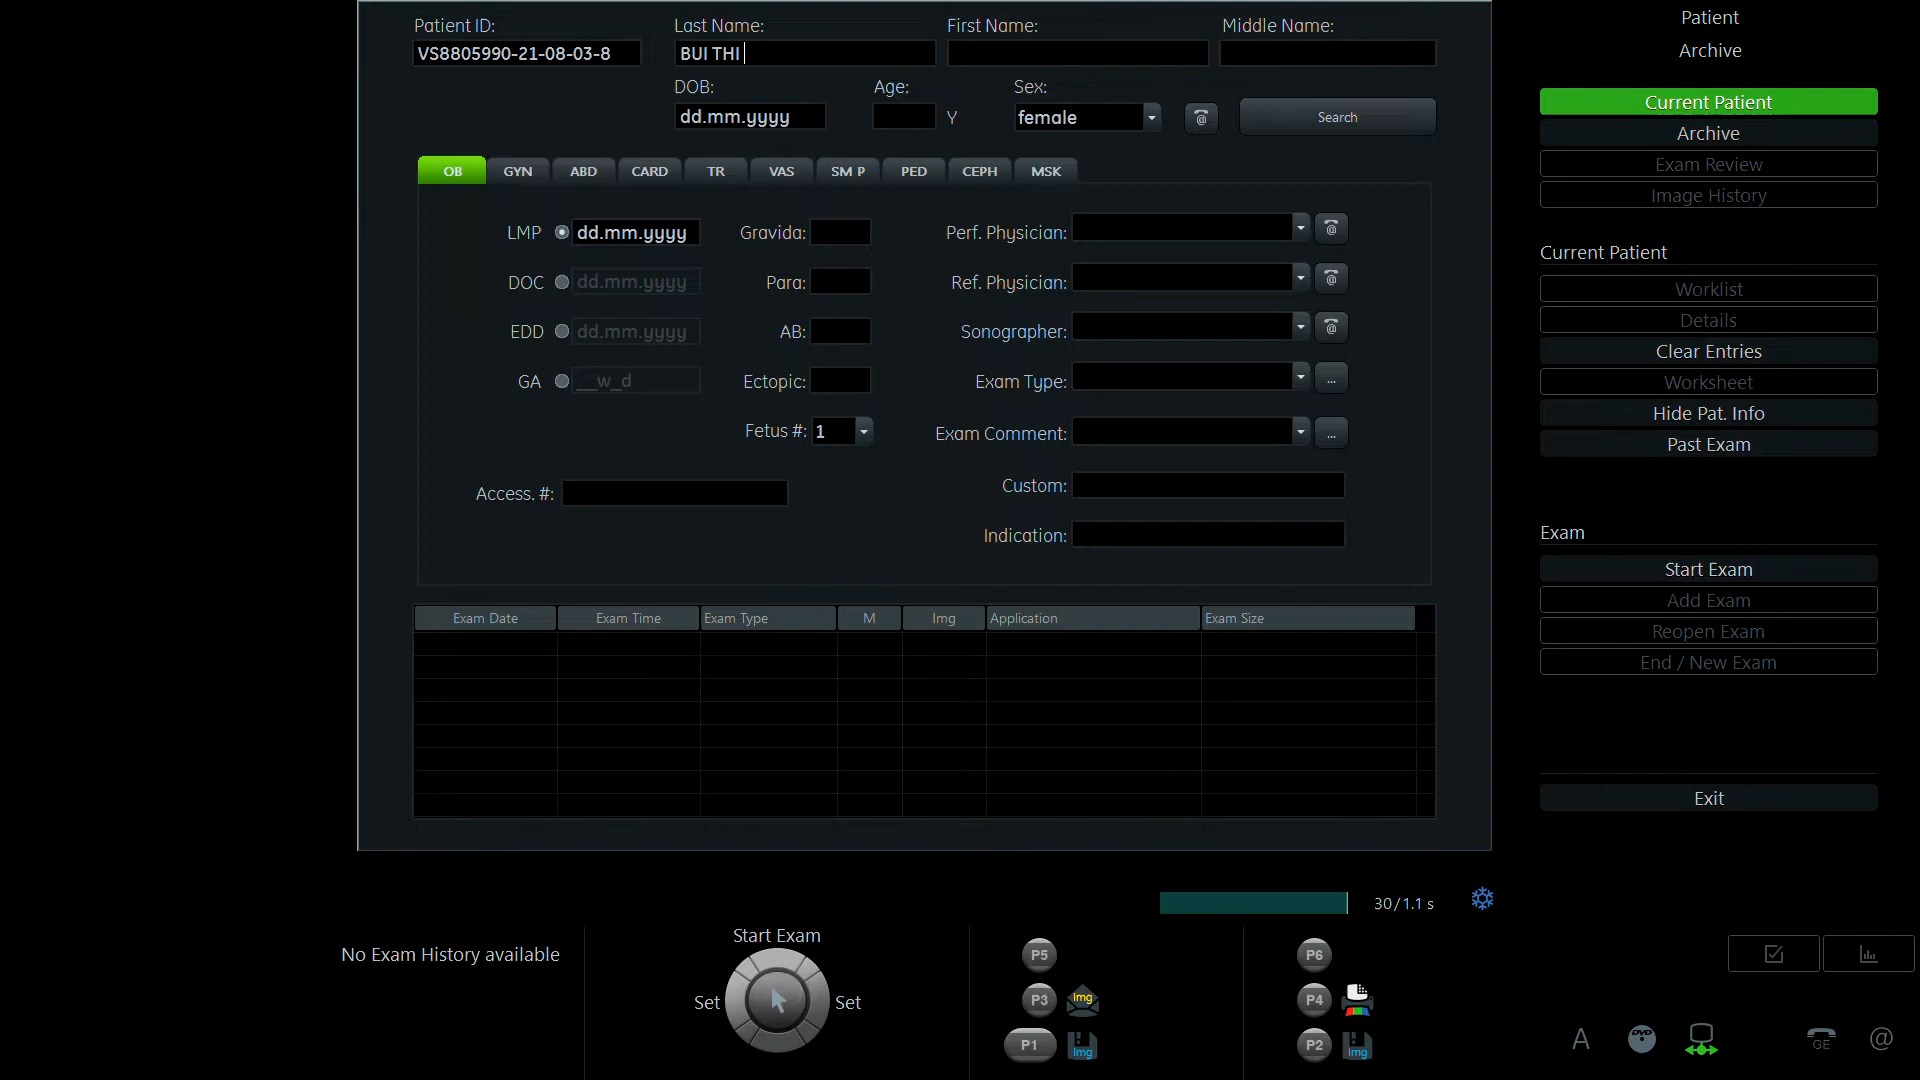 Patient ID: Last Name: First Name: Middle Name:
VS8805990-21-08-03-8 BUI THI
DOB: Age: Sex:
dd.mm.yyyy Y female @ Search
OB GYN ABD CARD TR VAS SM P PED CEPH MSK
LMP dd.mm.yyyy Gravida: Perf. Physician: @
DOC dd.mm.yyyy Para: Ref. Physician: @
EDD dd.mm.yyyy AB: Sonographer: @
GA __w_d Ectopic: Exam Type: ...
Fetus #: 1 Exam Comment: ...
Access. #: Custom:
Indication:
Exam Date Exam Time Exam Type M Img Application Exam Size
30/1.1 s
No Exam History available
Start Exam
Set Set
P5 P6
P3 Img P4
P1 Img P2 Img
Patient
Archive
Current Patient
Archive
Exam Review
Image History
Current Patient
Worklist
Details
Clear Entries
Worksheet
Hide Pat. Info
Past Exam
Exam
Start Exam
Add Exam
Reopen Exam
End / New Exam
Exit
A DVD GE @